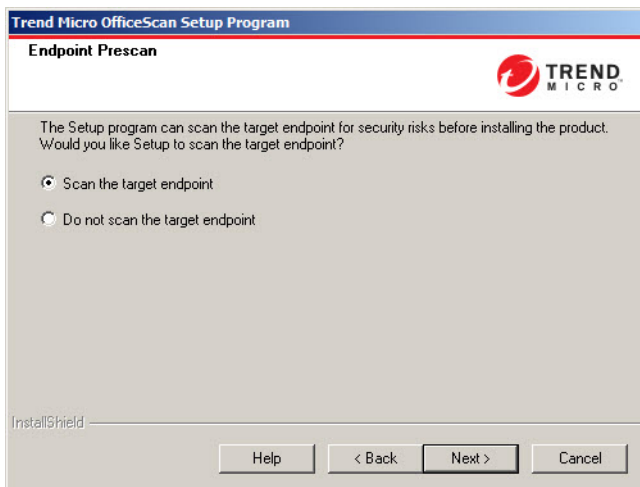 Trend Micro OfficeScan Setup Program
Endpoint Prescan
TREND
MICRO™
The Setup program can scan the target endpoint for security risks before installing the product.
Would you like Setup to scan the target endpoint?
Scan the target endpoint
Do not scan the target endpoint
InstallShield
Help
< Back
Next >
Cancel